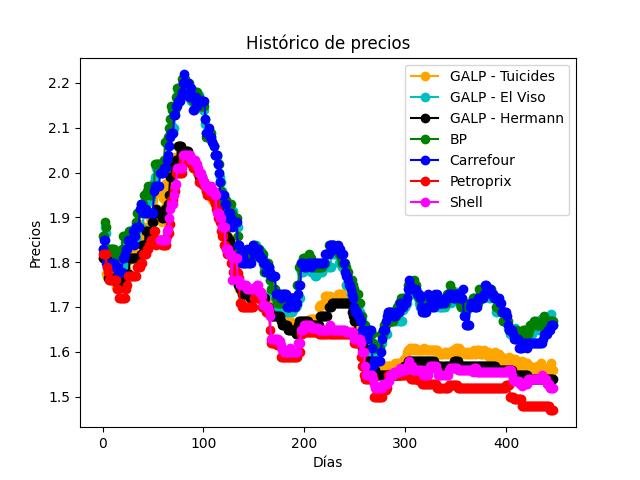 Histórico de precios
GALP - Tuicides
GALP - El Viso
GALP - Hermann
BP
Carrefour
Petroprix
Shell
Precios
2.2
2.1
2.0
1.9
1.8
1.7
1.6
1.5
0 100 200 300 400
Días